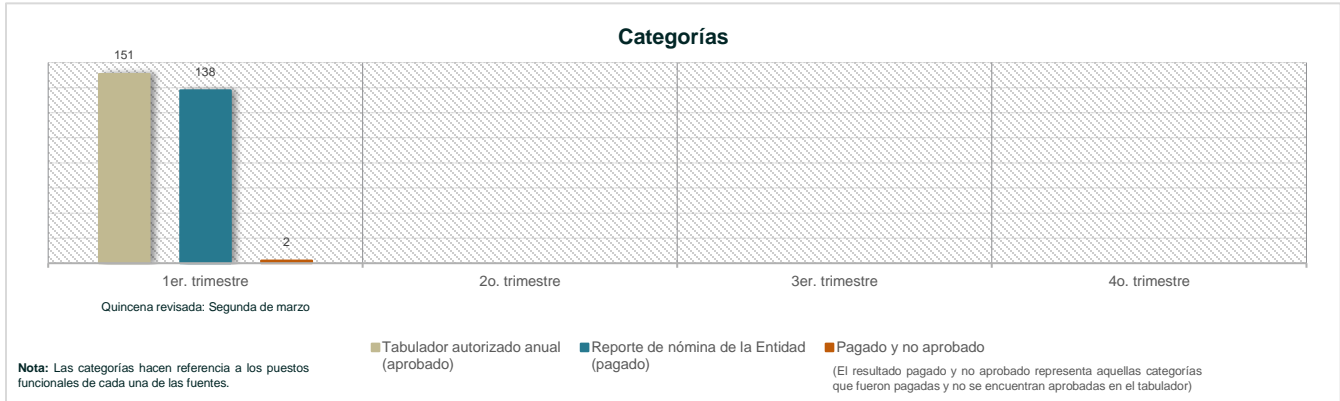 Categorías
151
138
2
1er. trimestre
2o. trimestre
3er. trimestre
4o. trimestre
Quincena revisada: Segunda de marzo
Tabulador autorizado anual
(aprobado)
Reporte de nómina de la Entidad
(pagado)
Pagado y no aprobado
(El resultado pagado y no aprobado representa aquellas categorías
que fueron pagadas y no se encuentran aprobadas en el tabulador)
Nota: Las categorías hacen referencia a los puestos
funcionales de cada una de las fuentes.